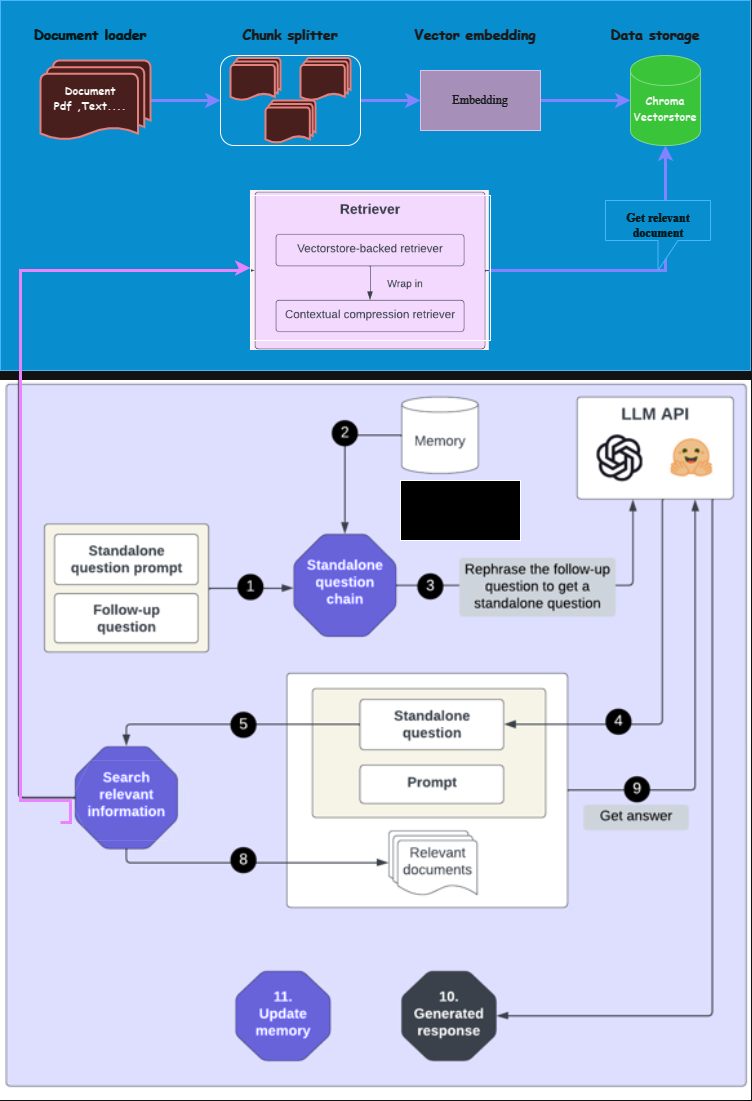 Document loader
Chunk splitter
Vector embedding
Data storage
Document
Pdf ,Text....
Embedding
Chroma
Vectorstore
Get relevant
document
Retriever
Vectorstore-backed retriever
Wrap in
Contextual compression retriever
2
Memory
LLM API
Standalone
question prompt
Follow-up
question
1
Standalone
question
chain
3
Rephrase the follow-up
question to get a
standalone question
5
Standalone
question
4
Prompt
Search
relevant
information
9
Get answer
8
Relevant
documents
11.
Update
memory
10.
Generated
response